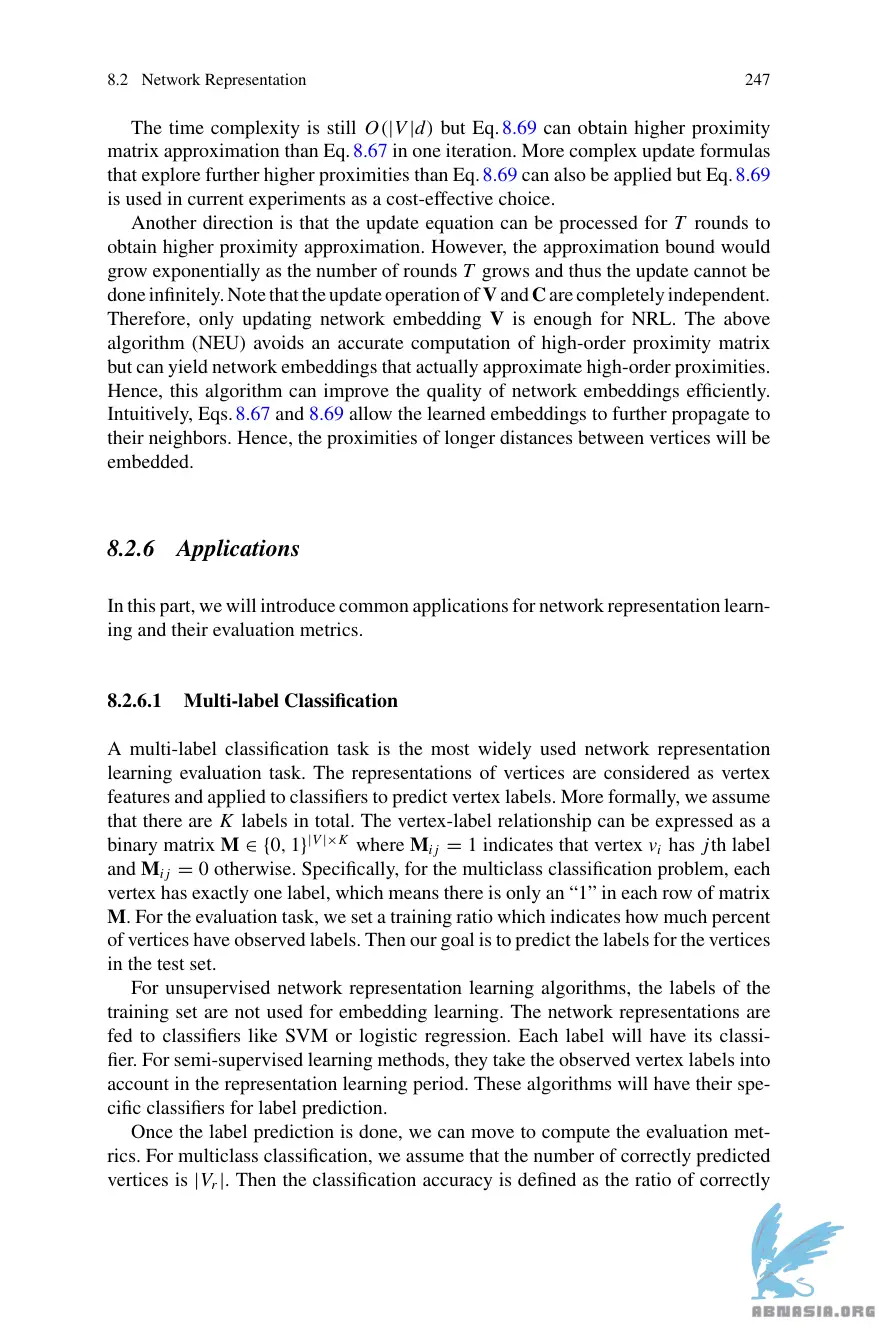 8.2 Network Representation 247
The time complexity is still O(|V|d) but Eq. 8.69 can obtain higher proximity
matrix approximation than Eq. 8.67 in one iteration. More complex update formulas
that explore further higher proximities than Eq. 8.69 can also be applied but Eq. 8.69
is used in current experiments as a cost-effective choice.
Another direction is that the update equation can be processed for T rounds to
obtain higher proximity approximation. However, the approximation bound would
grow exponentially as the number of rounds T grows and thus the update cannot be
done infinitely. Note that the update operation of V and C are completely independent.
Therefore, only updating network embedding V is enough for NRL. The above
algorithm (NEU) avoids an accurate computation of high-order proximity matrix
but can yield network embeddings that actually approximate high-order proximities.
Hence, this algorithm can improve the quality of network embeddings efficiently.
Intuitively, Eqs. 8.67 and 8.69 allow the learned embeddings to further propagate to
their neighbors. Hence, the proximities of longer distances between vertices will be
embedded.
8.2.6 Applications
In this part, we will introduce common applications for network representation learn-
ing and their evaluation metrics.
8.2.6.1 Multi-label Classification
A multi-label classification task is the most widely used network representation
learning evaluation task. The representations of vertices are considered as vertex
features and applied to classifiers to predict vertex labels. More formally, we assume
that there are K labels in total. The vertex-label relationship can be expressed as a
binary matrix M ∈ {0, 1}^{|V|×K} where M_{ij} = 1 indicates that vertex v_i has jth label
and M_{ij} = 0 otherwise. Specifically, for the multiclass classification problem, each
vertex has exactly one label, which means there is only an “1” in each row of matrix
M. For the evaluation task, we set a training ratio which indicates how much percent
of vertices have observed labels. Then our goal is to predict the labels for the vertices
in the test set.
For unsupervised network representation learning algorithms, the labels of the
training set are not used for embedding learning. The network representations are
fed to classifiers like SVM or logistic regression. Each label will have its classi-
fier. For semi-supervised learning methods, they take the observed vertex labels into
account in the representation learning period. These algorithms will have their spe-
cific classifiers for label prediction.
Once the label prediction is done, we can move to compute the evaluation met-
rics. For multiclass classification, we assume that the number of correctly predicted
vertices is |V_r|. Then the classification accuracy is defined as the ratio of correctly
ABNASIA.ORG